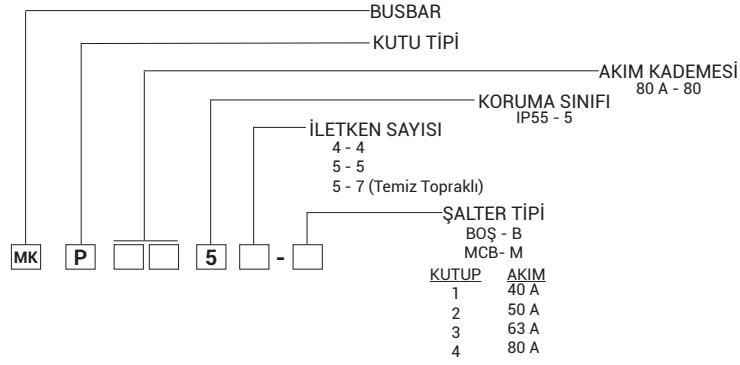 BUSBAR
KUTU TİPİ
AKIM KADEMESİ
80 A - 80
KORUMA SINIFI
IP55 - 5
İLETKEN SAYISI
4 - 4
5 - 5
5 - 7 (Temiz Topraklı)
ŞALTER TİPİ
BOŞ - B
MCB- M
MK P 5 -
KUTUP AKIM
1 40 A
2 50 A
3 63 A
4 80 A